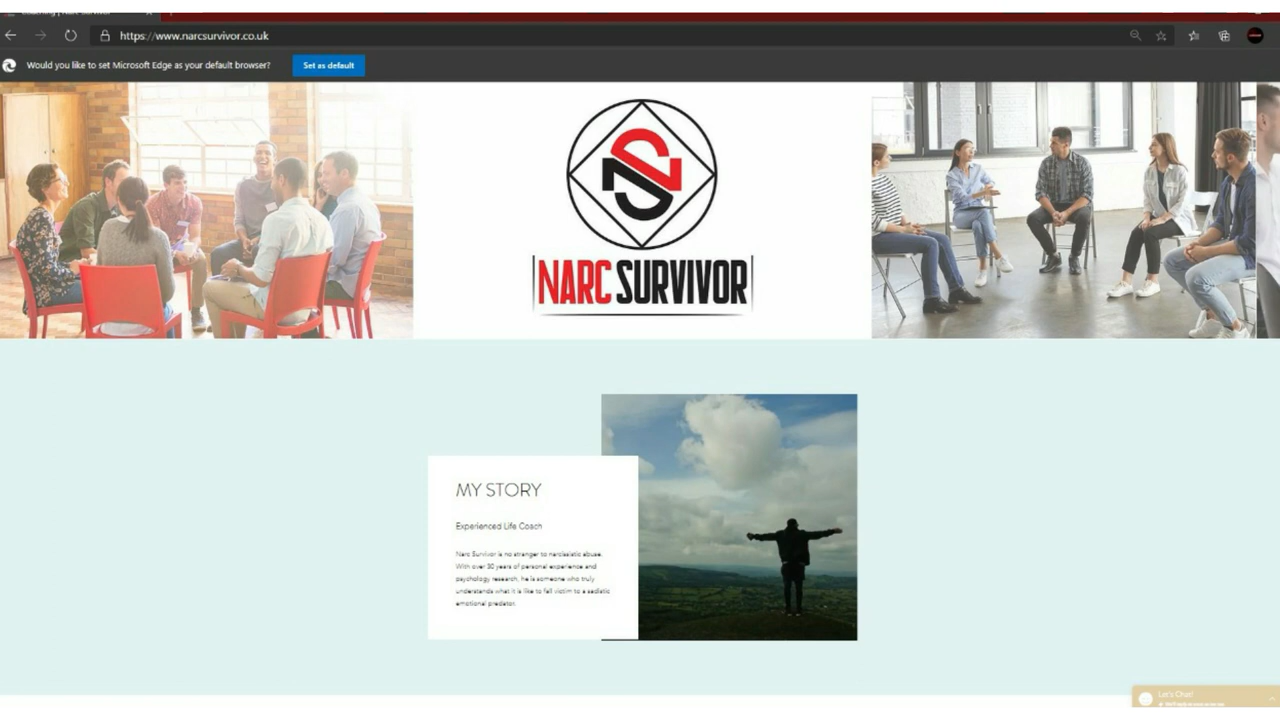 https://www.narcsurvivor.co.uk
Would you like to set Microsoft Edge as your default browser?
Set as default
NARC SURVIVOR
MY STORY
Experienced Life Coach
Narc Survivor is no stranger to narcissistic abuse.
With over 30 years of personal experience and
psychology research, he is someone who truly
understands what it is like to fall victim to a sadistic
emotional predator.
Let's Chat!